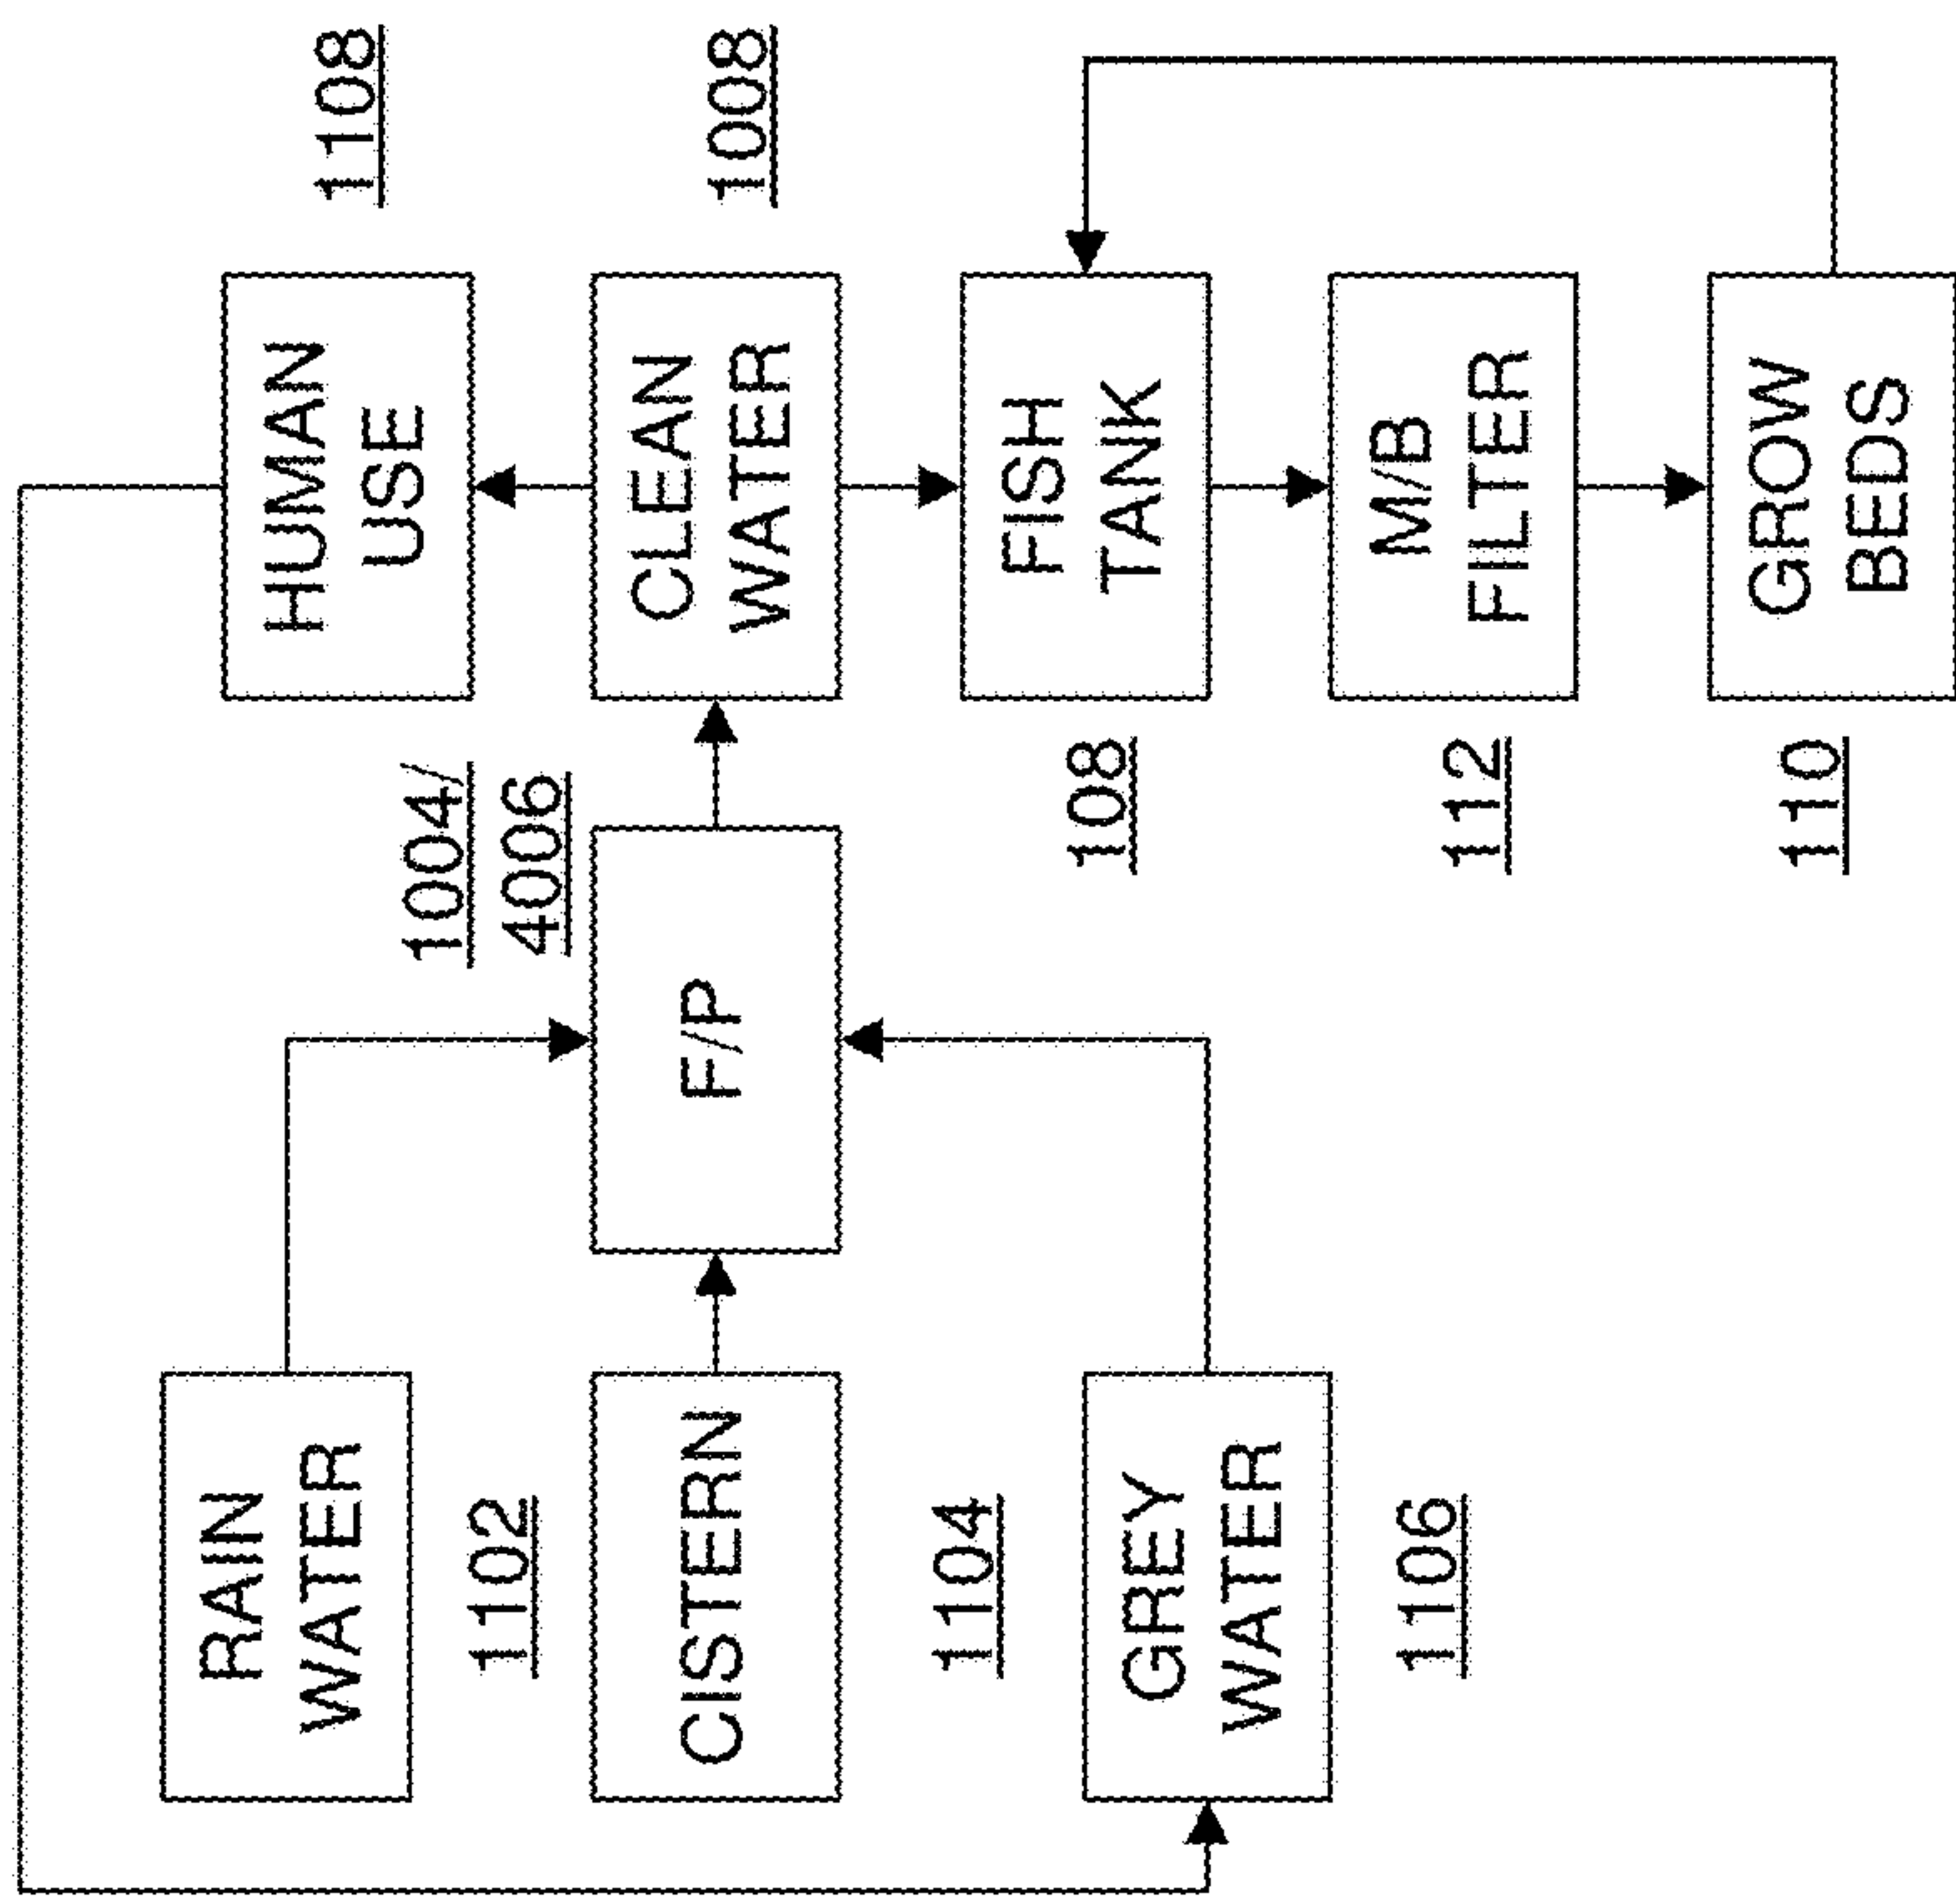 RAIN
WATER
1102
CISTERN
1104
GREY
WATER
1106
1004/
4006
F/P
HUMAN
USE
1108
CLEAN
WATER
1008
FISH
TANK
108
M/B
FILTER
112
GROW
BEDS
110